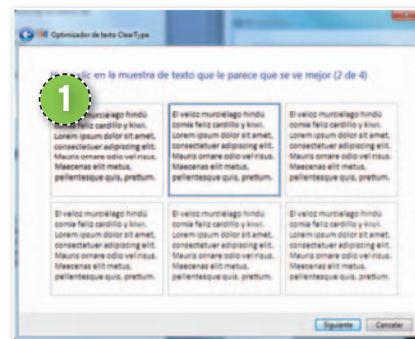 Optimizador de texto ClearType
clic en la muestra de texto que le parece que se ve mejor (2 de 4)
1
murciélago hindú
comía feliz cardillo y kiwi.
Lorem ipsum dolor sit amet,
consectetuer adipiscing elit.
Mauris ornare odio vel risus.
Maecenas elit metus,
pellentesque quis, pretium.
El veloz murciélago hindú
comía feliz cardillo y kiwi.
Lorem ipsum dolor sit amet,
consectetuer adipiscing elit.
Mauris ornare odio vel risus.
Maecenas elit metus,
pellentesque quis, pretium.
El veloz murciélago hindú
comía feliz cardillo y kiwi.
Lorem ipsum dolor sit amet,
consectetuer adipiscing elit.
Mauris ornare odio vel risus.
Maecenas elit metus,
pellentesque quis, pretium.
El veloz murciélago hindú
comía feliz cardillo y kiwi.
Lorem ipsum dolor sit amet,
consectetuer adipiscing elit.
Mauris ornare odio vel risus.
Maecenas elit metus,
pellentesque quis, pretium.
El veloz murciélago hindú
comía feliz cardillo y kiwi.
Lorem ipsum dolor sit amet,
consectetuer adipiscing elit.
Mauris ornare odio vel risus.
Maecenas elit metus,
pellentesque quis, pretium.
El veloz murciélago hindú
comía feliz cardillo y kiwi.
Lorem ipsum dolor sit amet,
consectetuer adipiscing elit.
Mauris ornare odio vel risus.
Maecenas elit metus,
pellentesque quis, pretium.
Siguiente
Cancelar